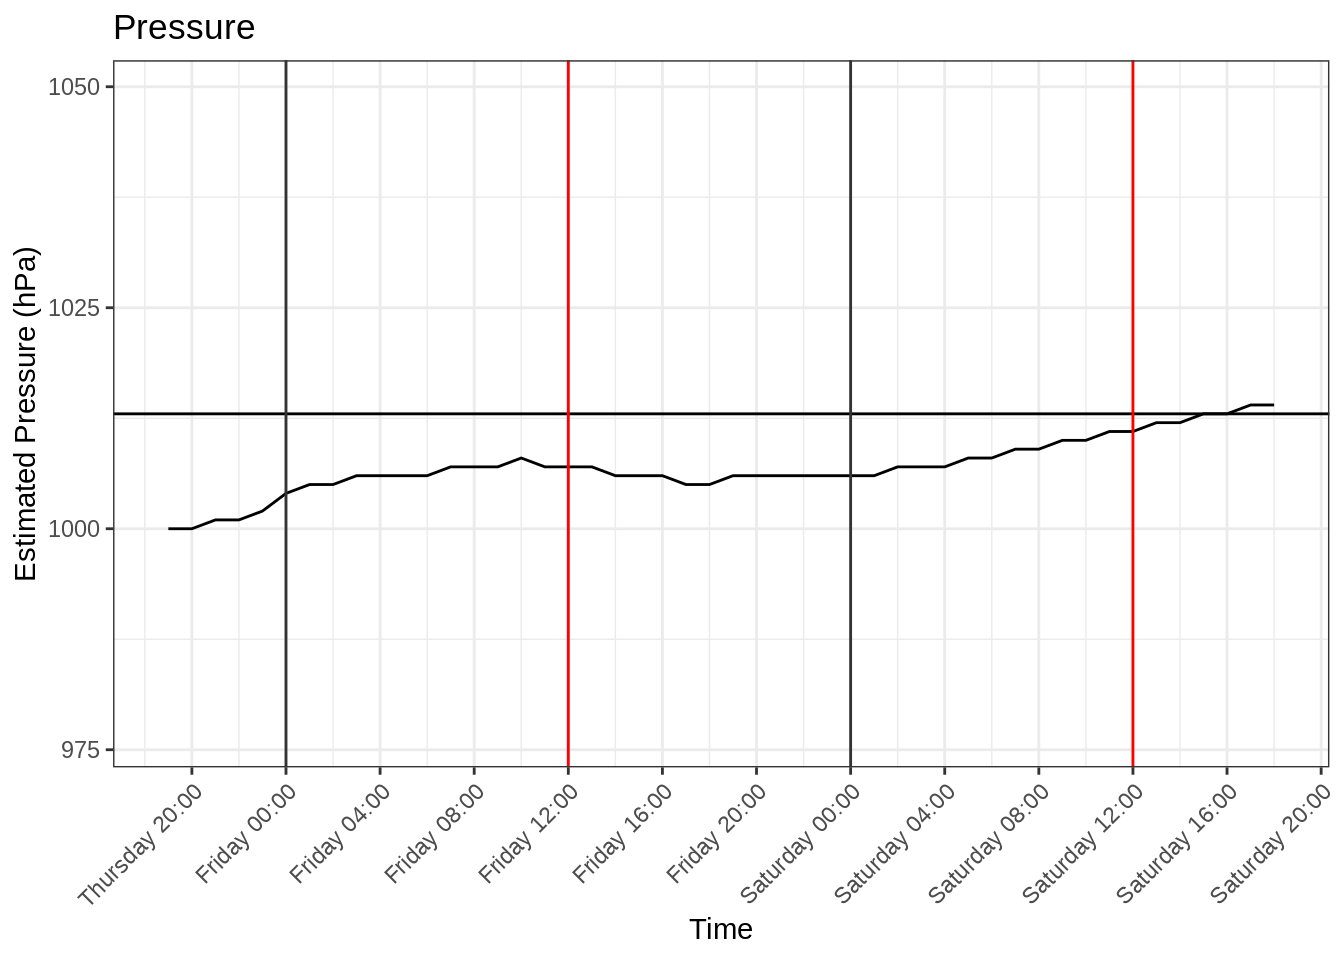 Pressure
Estimated Pressure (hPa)
1050
1025
1000
975
Thursday 20:00
Friday 00:00
Friday 04:00
Friday 08:00
Friday 12:00
Friday 16:00
Friday 20:00
Saturday 00:00
Saturday 04:00
Saturday 08:00
Saturday 12:00
Saturday 16:00
Saturday 20:00
Time